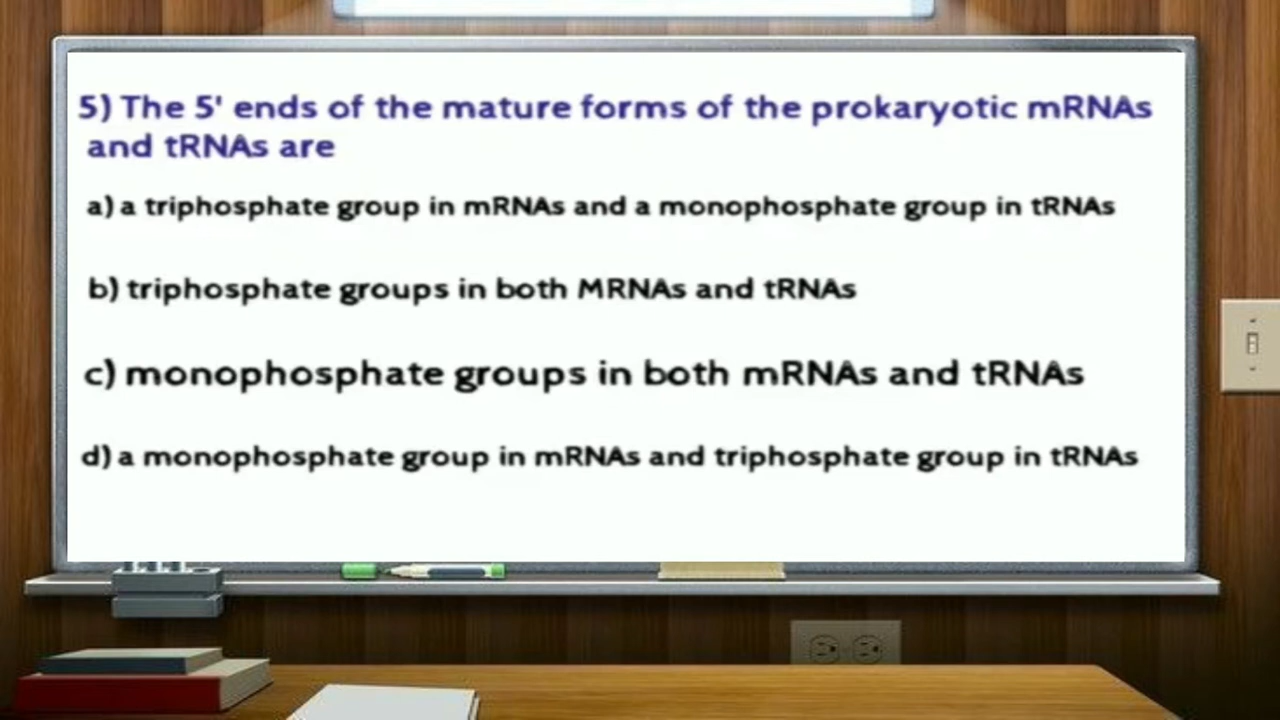 5) The 5' ends of the mature forms of the prokaryotic mRNAs
and tRNAs are
a) a triphosphate group in mRNAs and a monophosphate group in tRNAs
b) triphosphate groups in both MRNAs and tRNAs
c) monophosphate groups in both mRNAs and tRNAs
d) a monophosphate group in mRNAs and triphosphate group in tRNAs